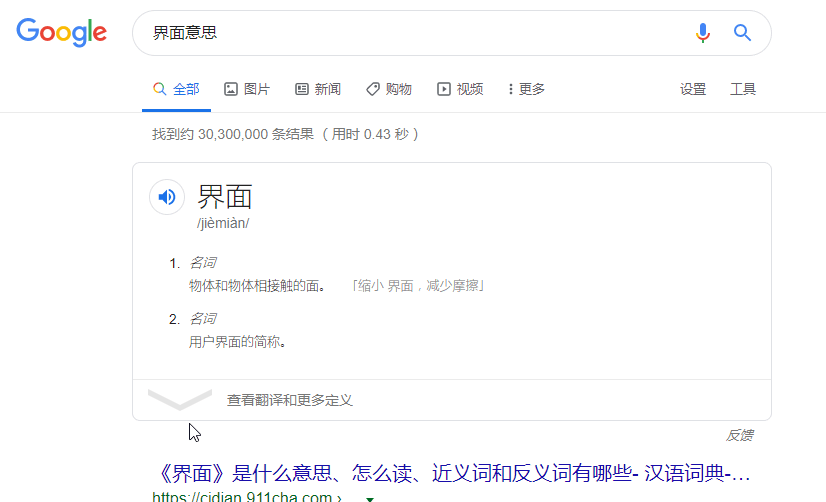 Google
界面意思
全部 图片 新闻 购物 视频 更多 设置 工具
找到约 30,300,000 条结果 （用时 0.43 秒）
界面
/jièmiàn/
1. 名词
物体和物体相接触的面。 「缩小 界面，减少摩擦」
2. 名词
用户界面的简称。
查看翻译和更多定义
反馈
《界面》是什么意思、怎么读、近义词和反义词有哪些- 汉语词典-...
https://cidian.911cha.com ›